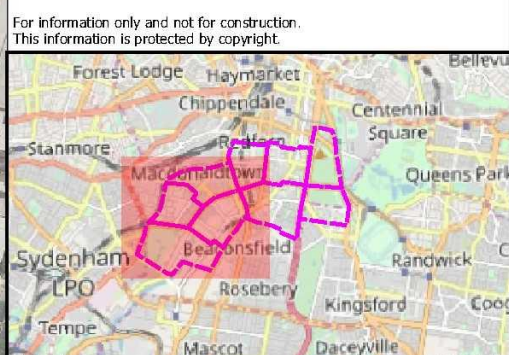 For information only and not for construction.
This information is protected by copyright.
Bellevu
Forest Lodge
Haymarket
Chippendale
Centennial
Square
Redfern
Stanmore
Macdonaldtown
Queens Park
Beaconsfield
Sydenham
LPO
Randwick
Rosebery
Kingsford
Coog
Tempe
Mascot
Daceyville